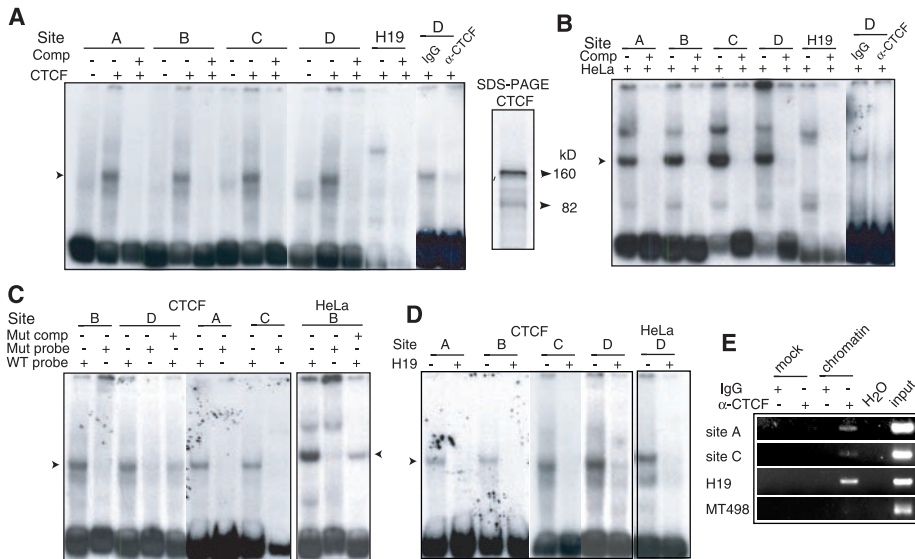 A
Site A B C D H19 D
Comp - - + - - + - - + - - + - + IgG α-CTCF
CTCF - + + - + + - + + - + + + + + +
SDS-PAGE
CTCF
kD
160
82
B
Site A B C D H19 D
Comp - + - + - + - + - + IgG α-CTCF
HeLa + + + + + + + + + + + +
C
CTCF HeLa
Site B D A C B
Mut comp - - - - + - - - - - - +
Mut probe - + - + - - + - + - + -
WT probe + - + - + + - + - + - +
D
CTCF HeLa
Site A B C D D
H19 - + - + - + - + - +
E
mock chromatin
IgG + - + - H2O input
α-CTCF - + - +
site A
site C
H19
MT498